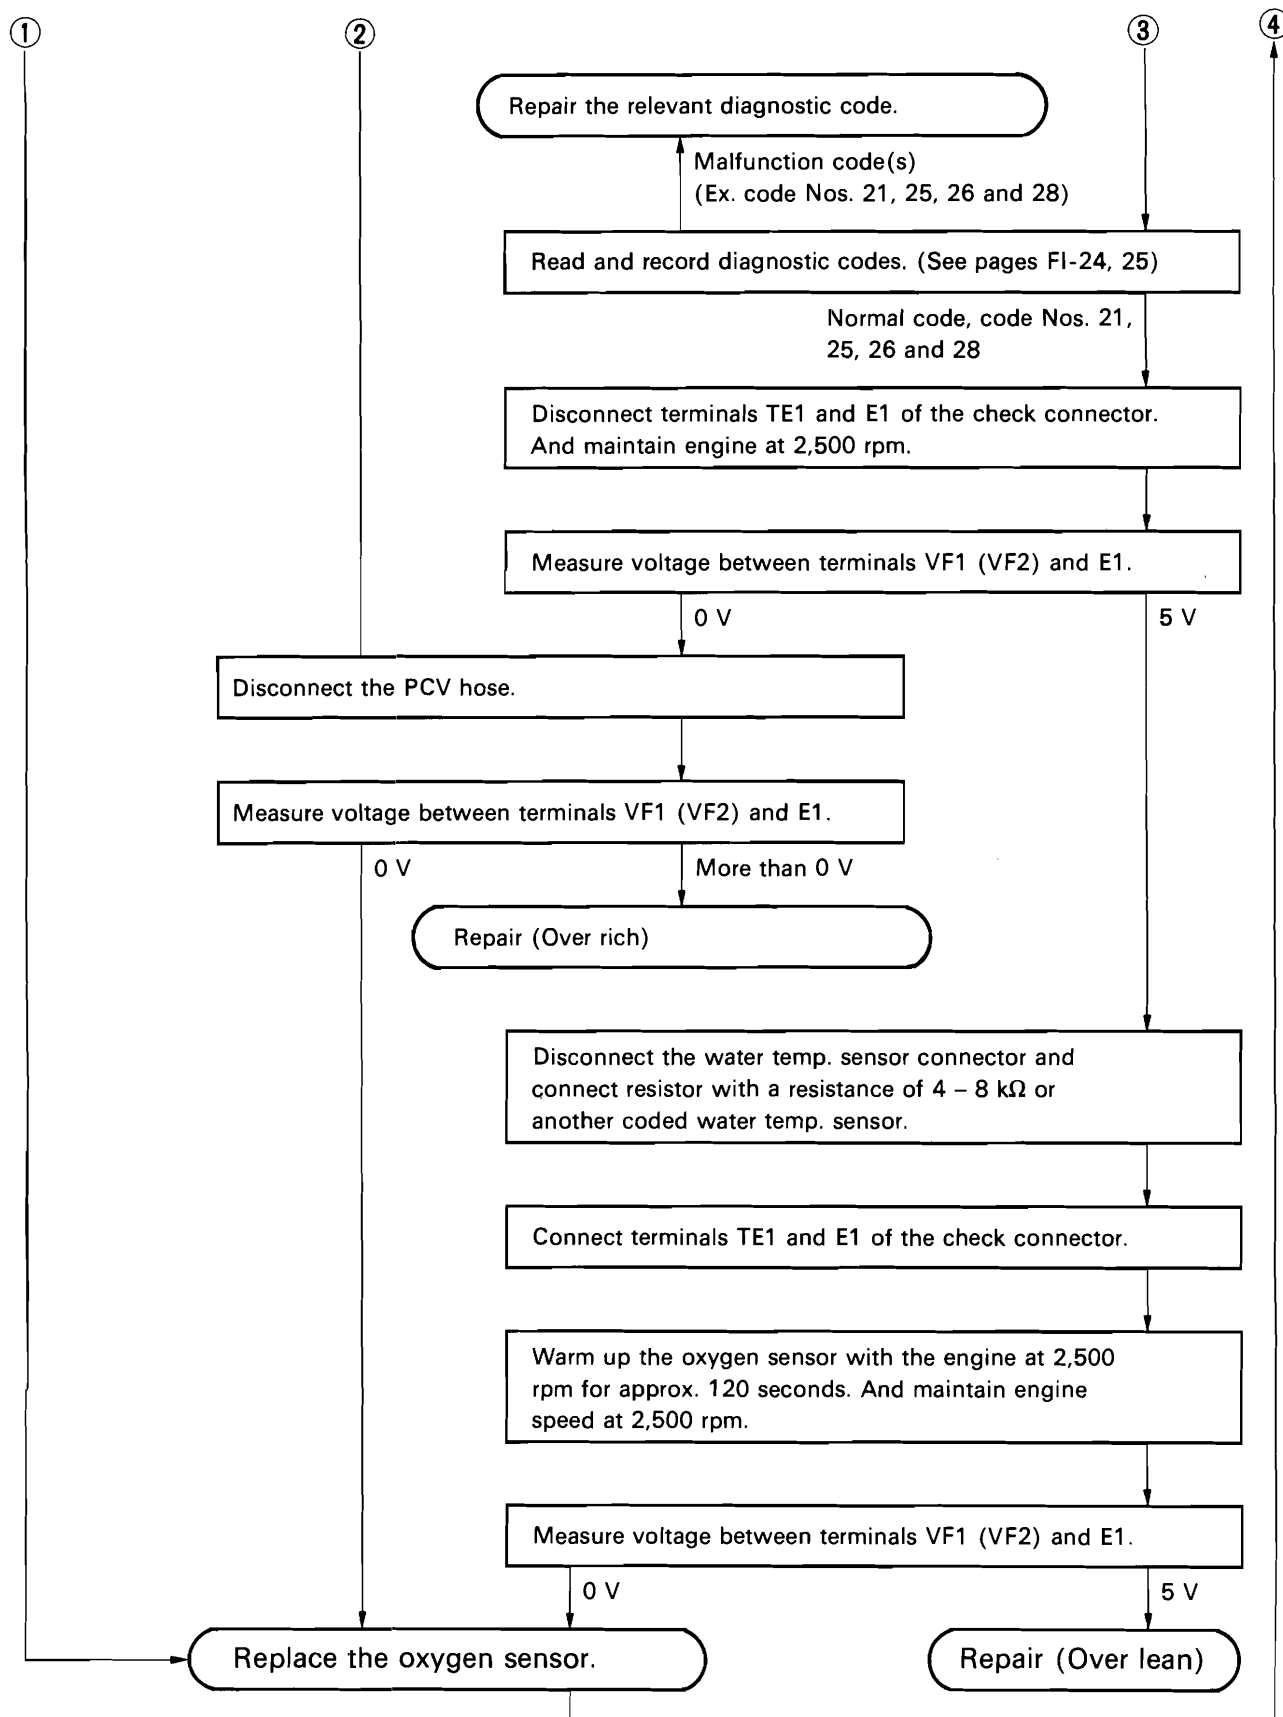 ① ② ③ ④
Repair the relevant diagnostic code.
Malfunction code(s)
(Ex. code Nos. 21, 25, 26 and 28)
Read and record diagnostic codes. (See pages FI-24, 25)
Normal code, code Nos. 21,
25, 26 and 28
Disconnect terminals TE1 and E1 of the check connector.
And maintain engine at 2,500 rpm.
Measure voltage between terminals VF1 (VF2) and E1.
0 V 5 V
Disconnect the PCV hose.
Measure voltage between terminals VF1 (VF2) and E1.
0 V More than 0 V
Repair (Over rich)
Disconnect the water temp. sensor connector and
connect resistor with a resistance of 4 – 8 kΩ or
another coded water temp. sensor.
Connect terminals TE1 and E1 of the check connector.
Warm up the oxygen sensor with the engine at 2,500
rpm for approx. 120 seconds. And maintain engine
speed at 2,500 rpm.
Measure voltage between terminals VF1 (VF2) and E1.
0 V 5 V
Replace the oxygen sensor. Repair (Over lean)